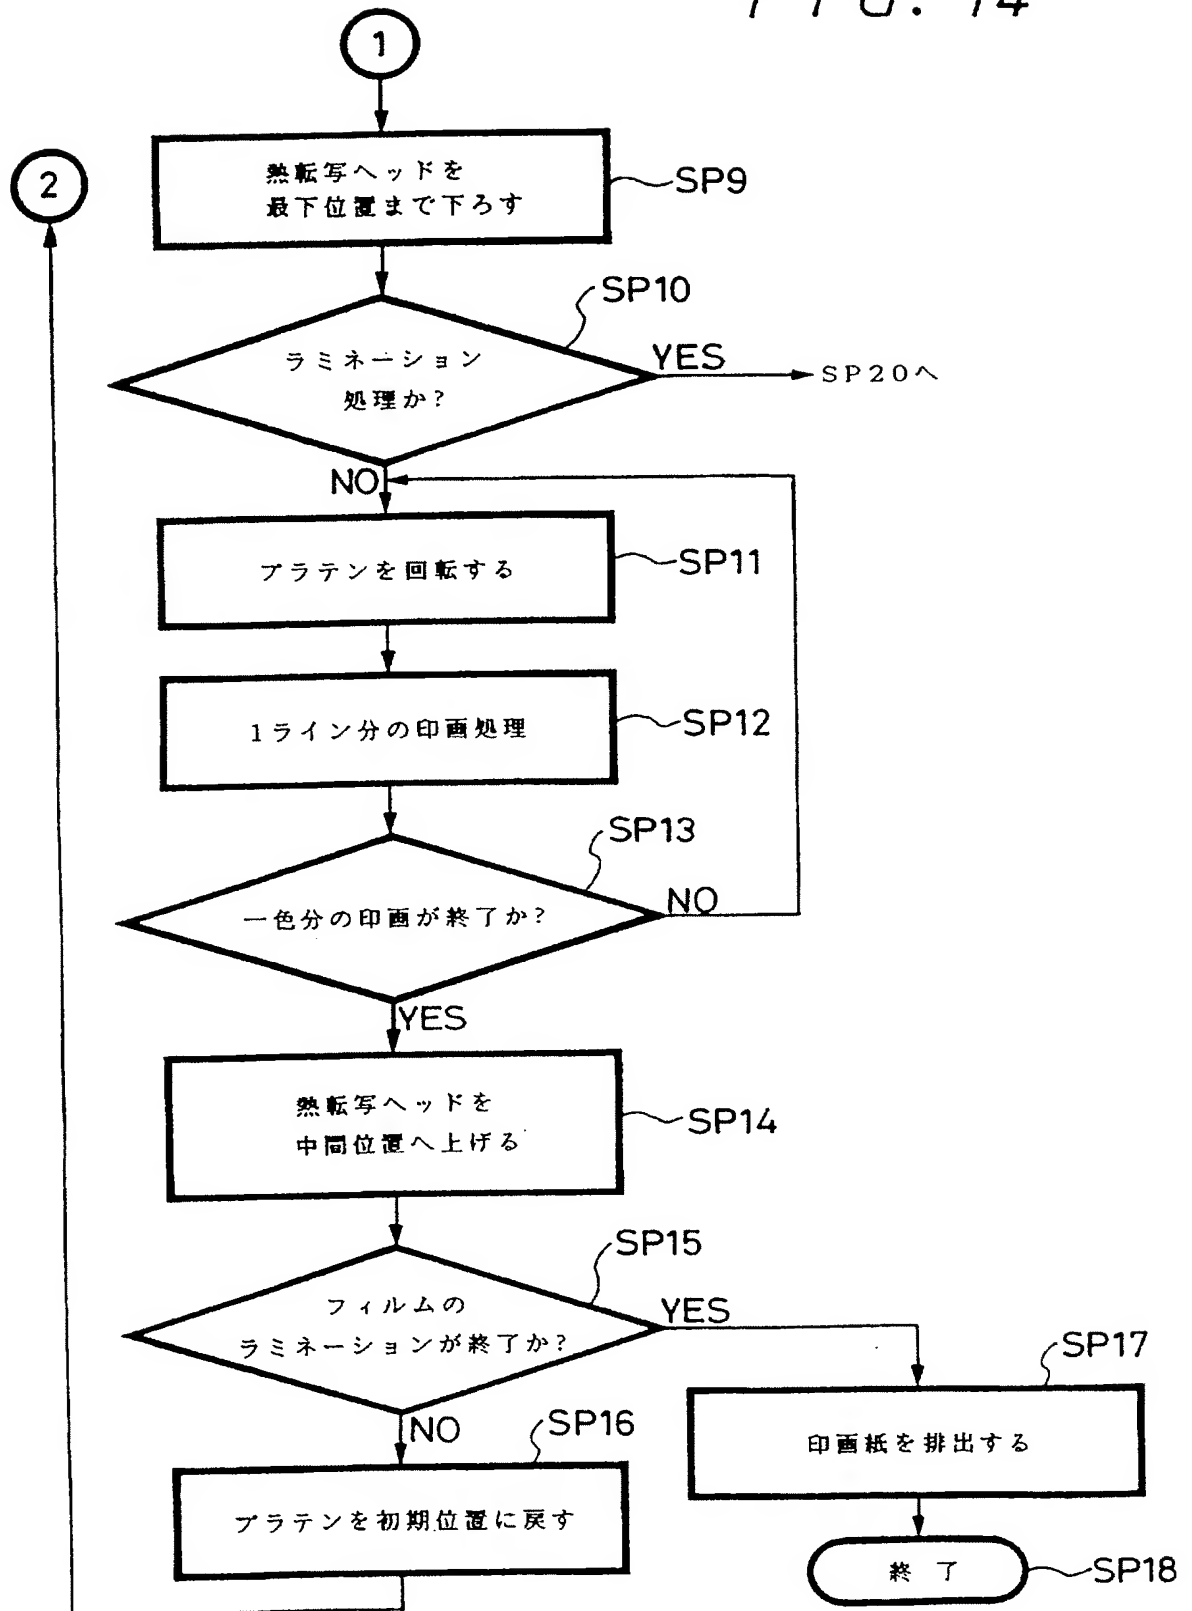 FIG. 14
1
熱転写ヘッドを
最下位置まで下ろす
SP9
2
SP10
ラミネーション
処理か?
YES
SP20へ
NO
プラテンを回転する
SP11
1ライン分の印画処理
SP12
SP13
一色分の印画が終了か?
NO
YES
熱転写ヘッドを
中間位置へ上げる
SP14
SP15
フィルムの
ラミネーションが終了か?
YES
SP17
NO
SP16
印画紙を排出する
プラテンを初期位置に戻す
終了
SP18